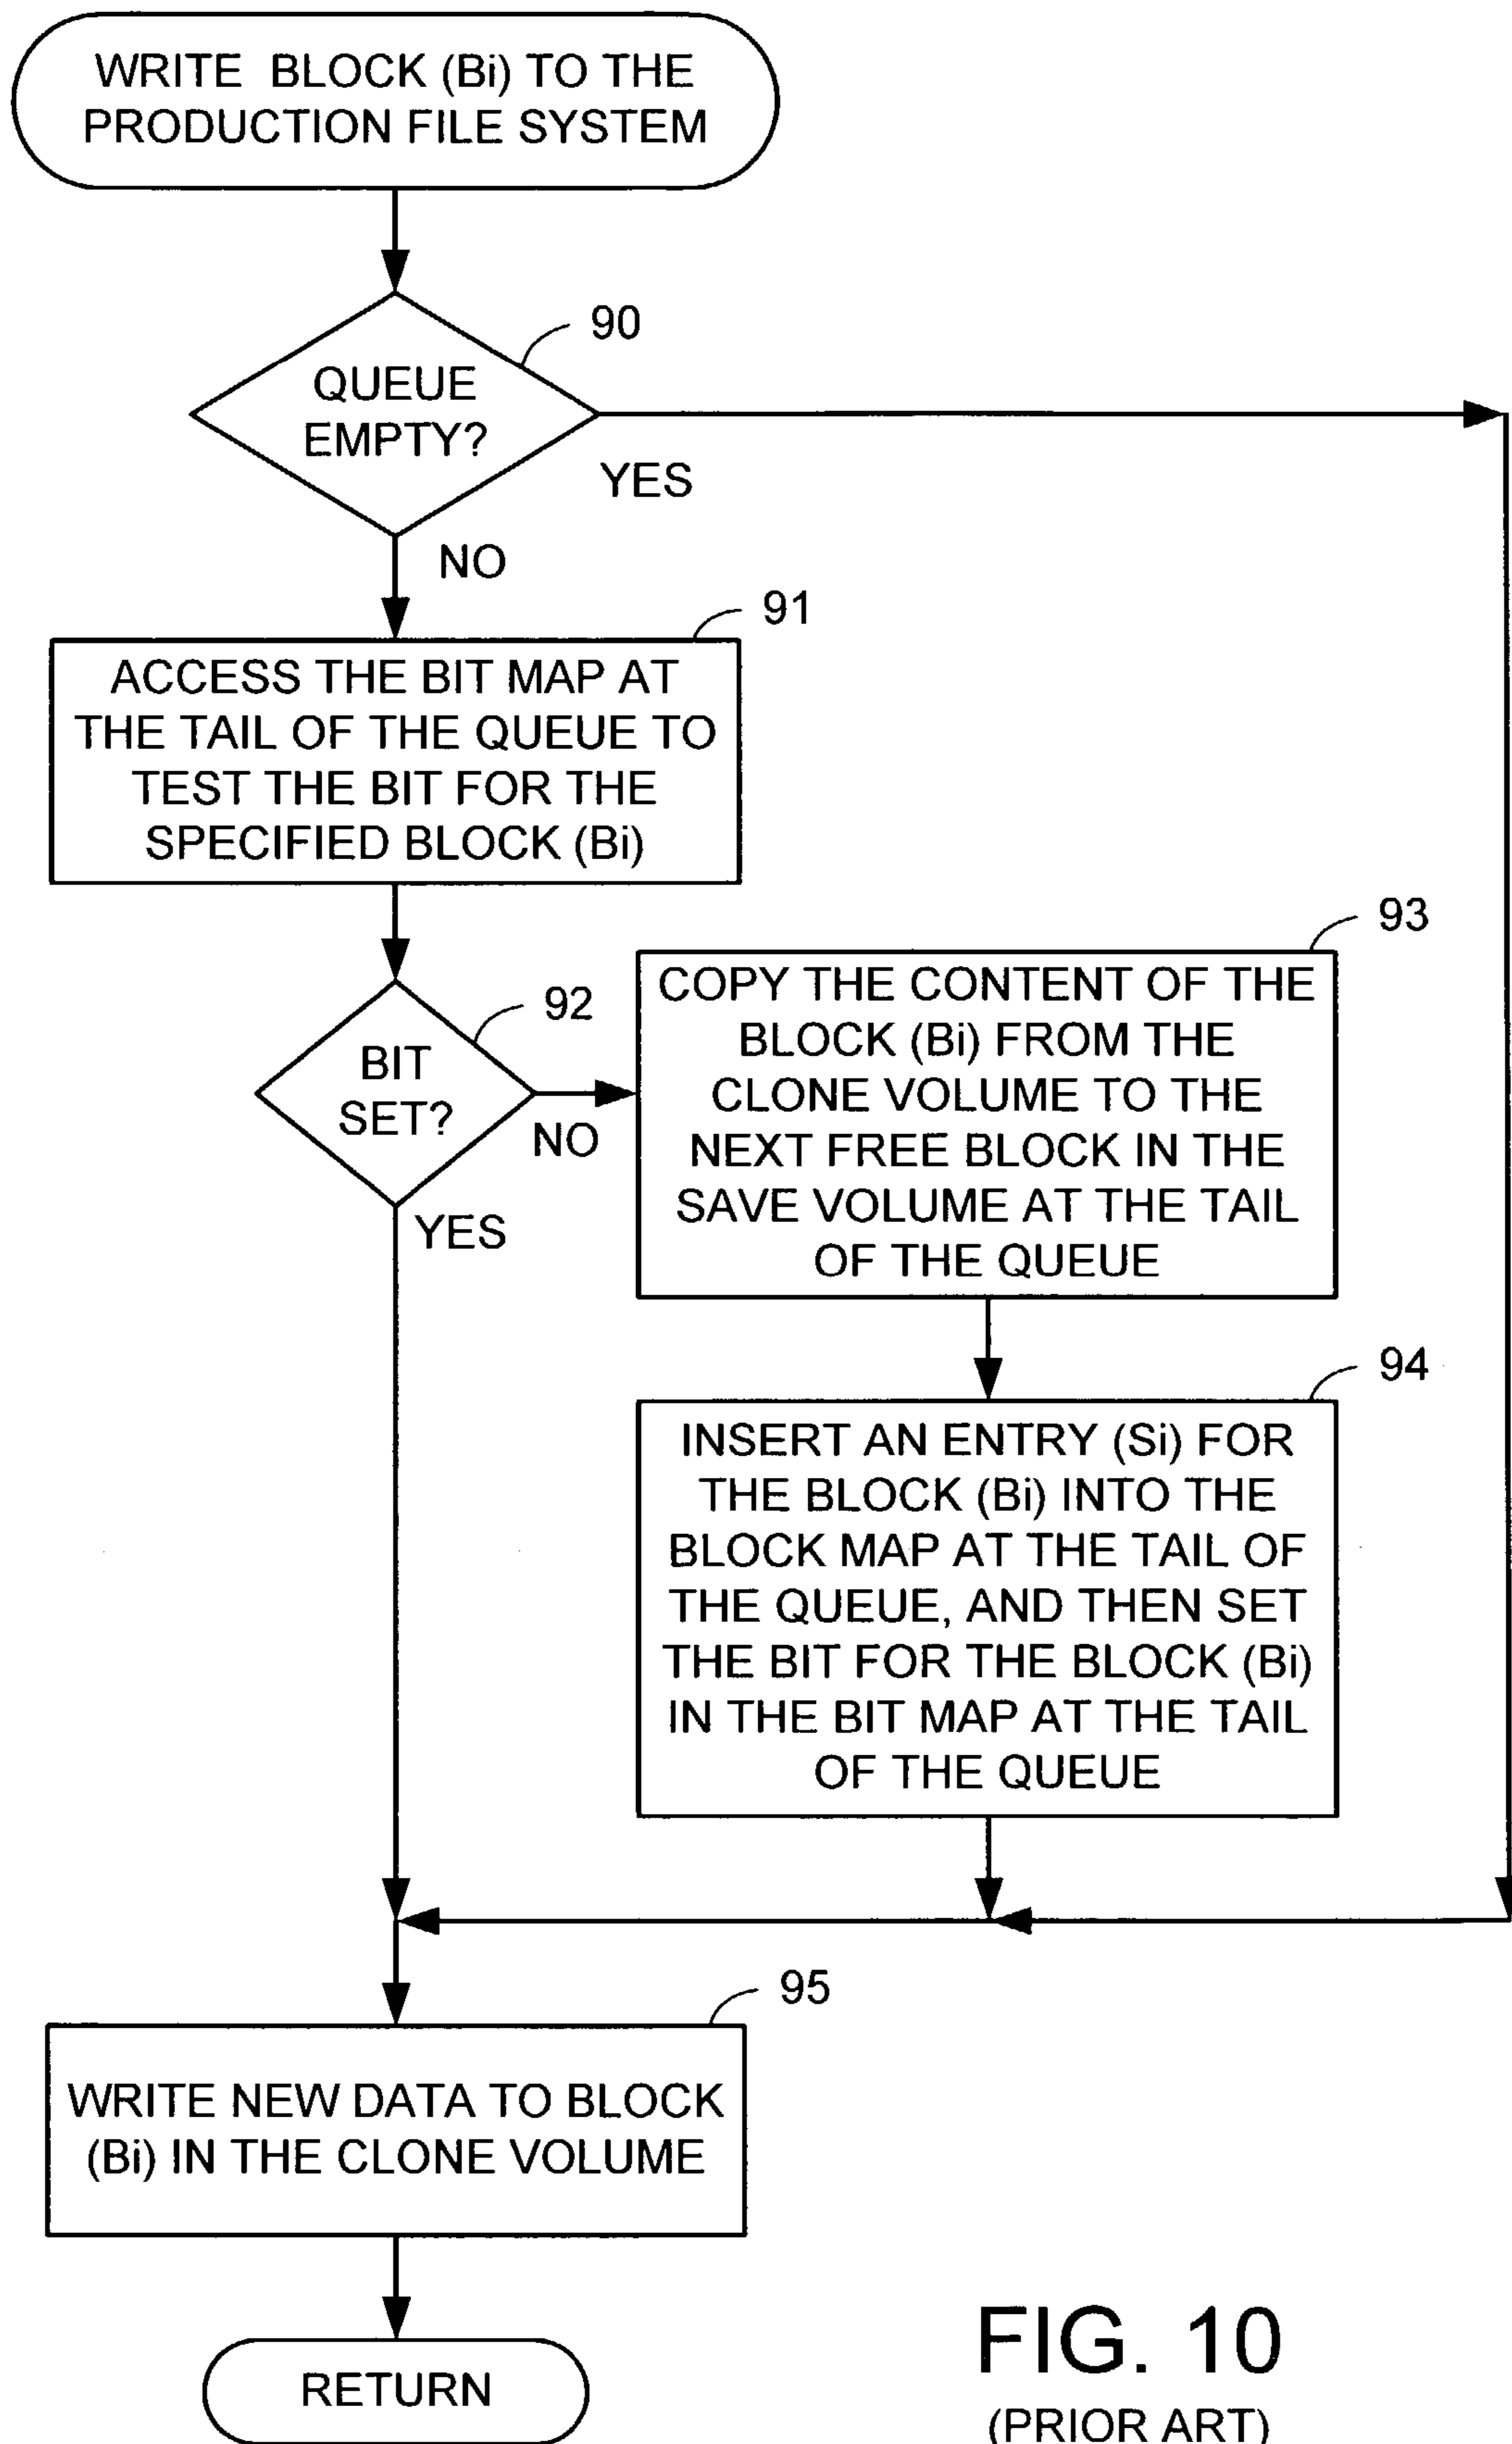 WRITE BLOCK (Bi) TO THE
PRODUCTION FILE SYSTEM
90
QUEUE
EMPTY?
YES
NO
91
ACCESS THE BIT MAP AT
THE TAIL OF THE QUEUE TO
TEST THE BIT FOR THE
SPECIFIED BLOCK (Bi)
92
BIT
SET?
NO
YES
93
COPY THE CONTENT OF THE
BLOCK (Bi) FROM THE
CLONE VOLUME TO THE
NEXT FREE BLOCK IN THE
SAVE VOLUME AT THE TAIL
OF THE QUEUE
94
INSERT AN ENTRY (Si) FOR
THE BLOCK (Bi) INTO THE
BLOCK MAP AT THE TAIL OF
THE QUEUE, AND THEN SET
THE BIT FOR THE BLOCK (Bi)
IN THE BIT MAP AT THE TAIL
OF THE QUEUE
95
WRITE NEW DATA TO BLOCK
(Bi) IN THE CLONE VOLUME
RETURN
FIG. 10
(PRIOR ART)